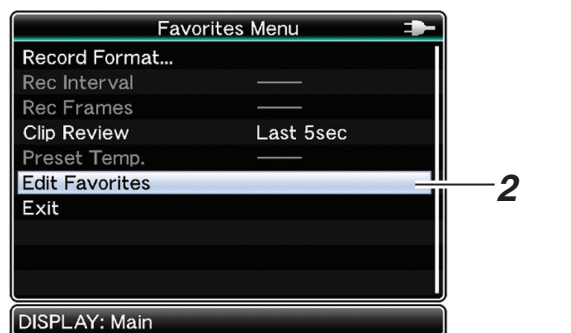 Favorites Menu
Record Format...
Rec Interval ——
Rec Frames ——
Clip Review Last 5sec
Preset Temp. ——
Edit Favorites 2
Exit
DISPLAY: Main